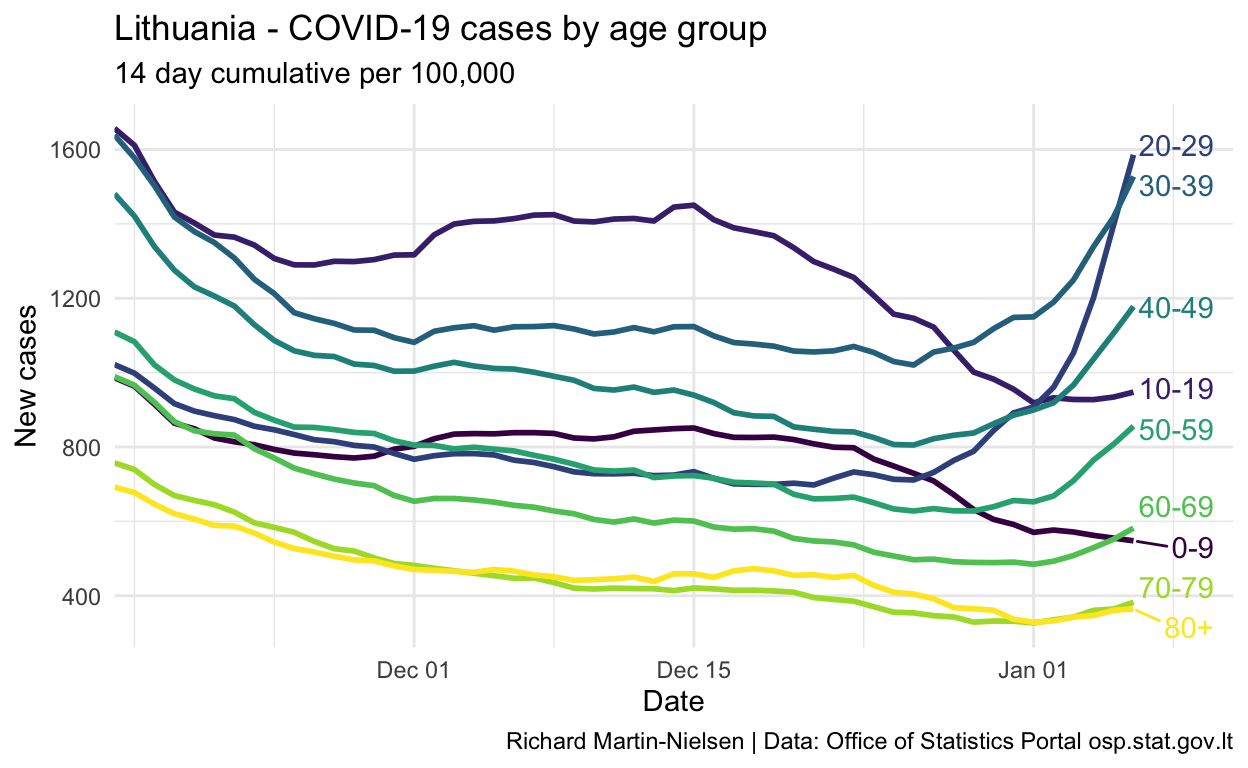 Lithuania - COVID-19 cases by age group
14 day cumulative per 100,000
New cases
1600
1200
800
400
20-29
30-39
40-49
10-19
50-59
60-69
0-9
70-79
80+
Dec 01
Dec 15
Jan 01
Date
Richard Martin-Nielsen | Data: Office of Statistics Portal osp.stat.gov.lt